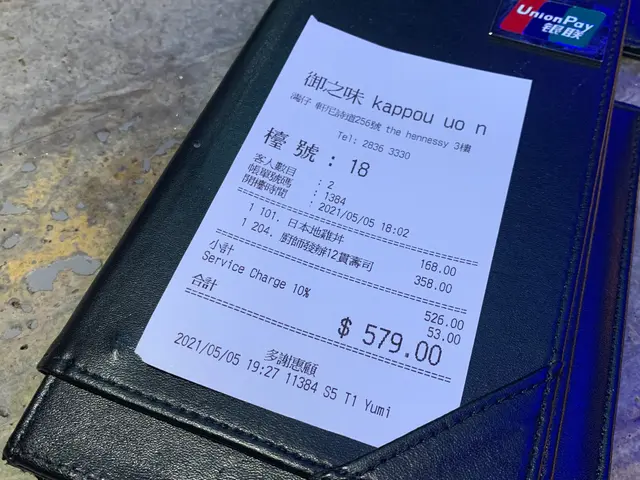 UnionPay
银联
御之味 kappou uo n
灣仔 軒尼詩道256號 the hennessy 3樓
Tel: 2836 3330
檯號 : 18
客人數目 : 2
帳單號碼 : 1384
開檯時間 : 2021/05/05 18:02
1 101. 日本地雞坪 168.00
1 204. 廚師發辦12貫壽司 358.00
小計 526.00
Service Charge 10% 53.00
合計 $ 579.00
多謝惠顧
2021/05/05 19:27 11384 S5 T1 Yumi